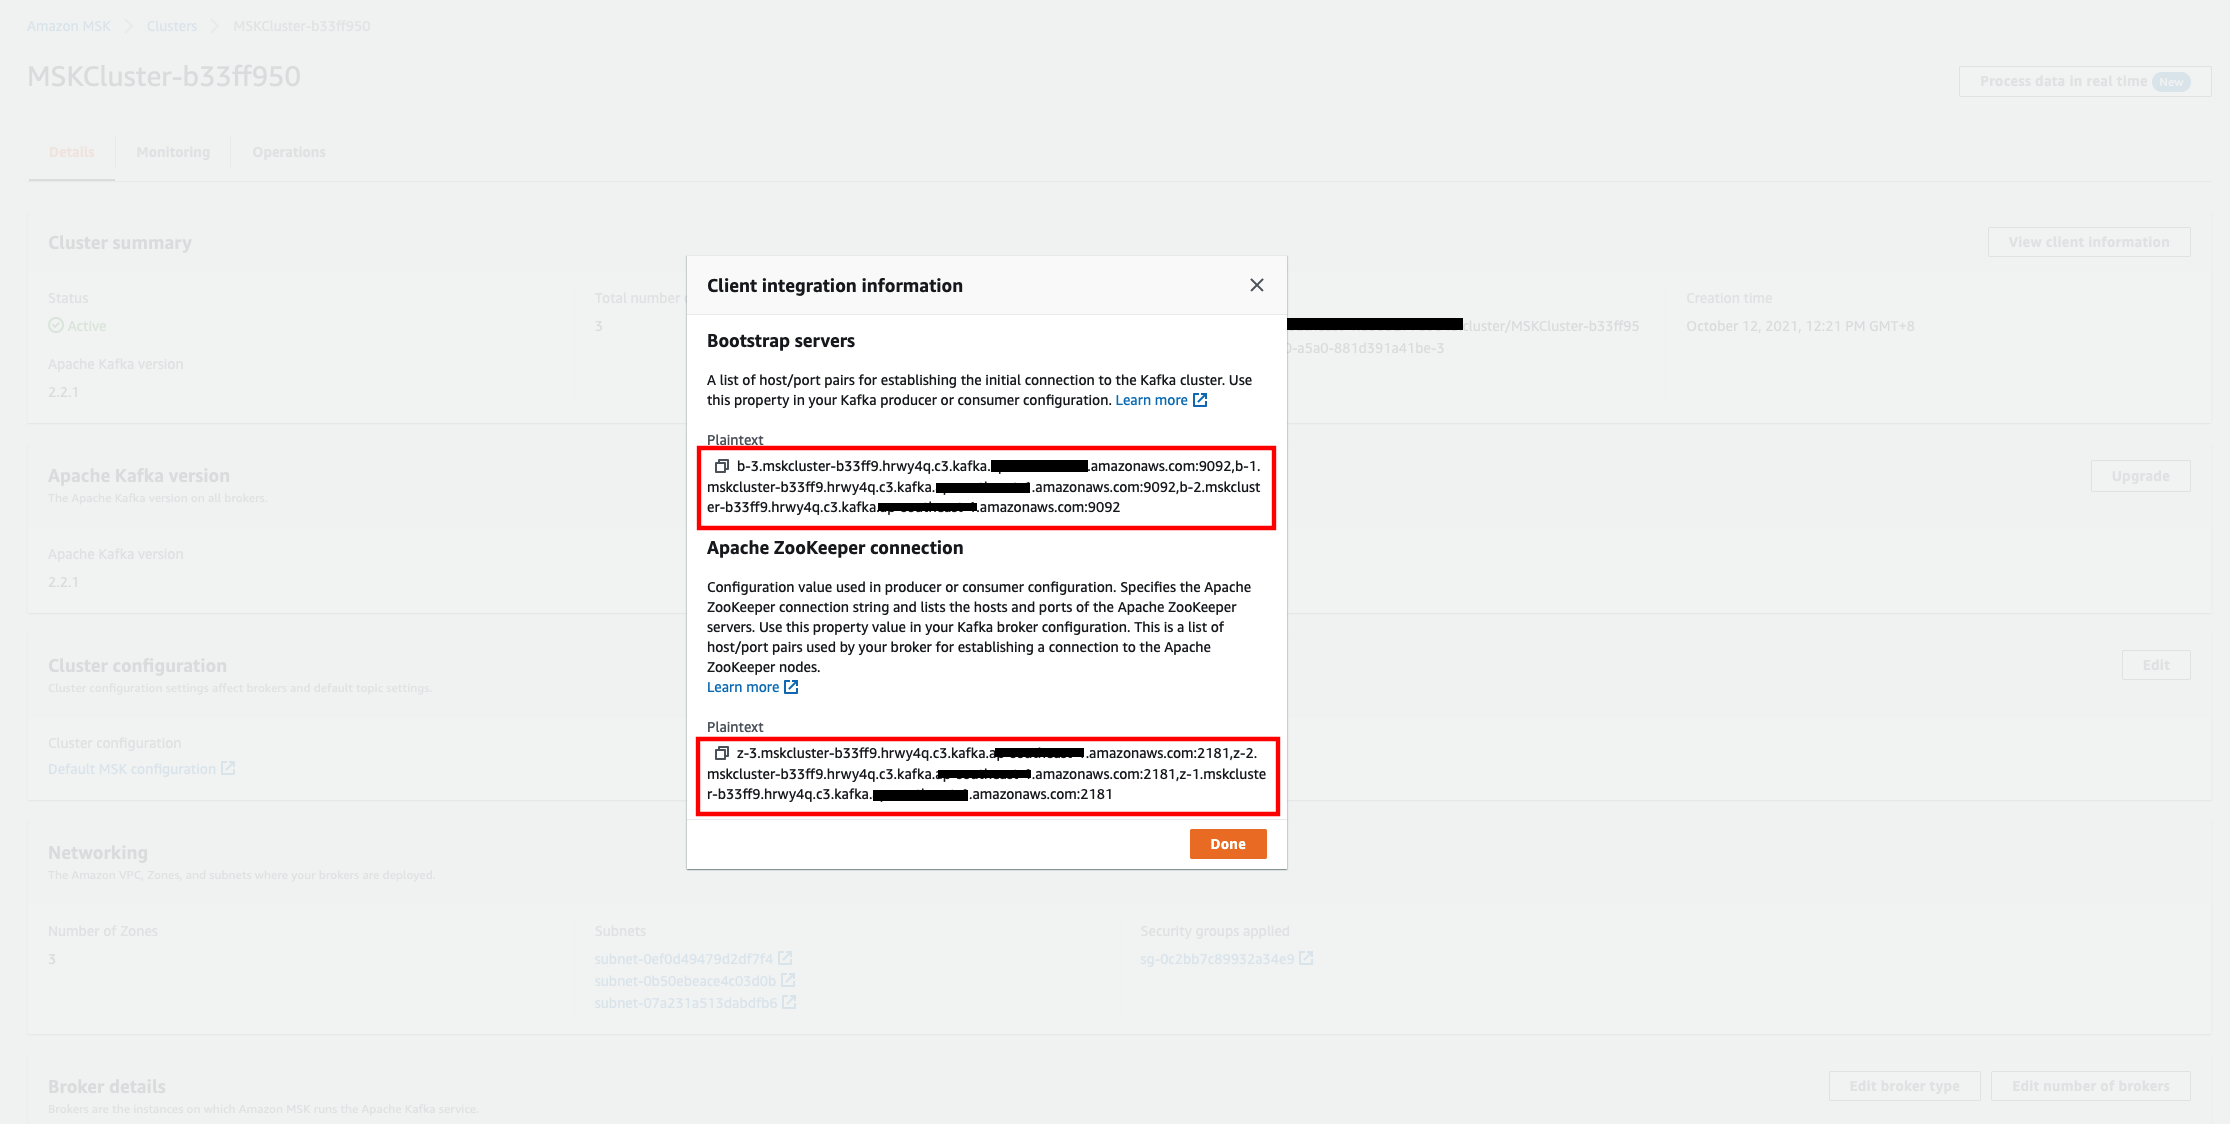 Amazon MSK > Clusters > MSKCluster-b33ff950
MSKCluster-b33ff950
Process data in real time New
Details Monitoring Operations
Cluster summary
View client information
Status
Active
Apache Kafka version
2.2.1
Total number
3
cluster/MSKCluster-b33ff95
0-a5a0-881d391a41be-3
Creation time
October 12, 2021, 12:21 PM GMT+8
Client integration information
Bootstrap servers
A list of host/port pairs for establishing the initial connection to the Kafka cluster. Use
this property in your Kafka producer or consumer configuration. Learn more
Plaintext
b-3.mskcluster-b33ff9.hrwy4q.c3.kafka. .amazonaws.com:9092,b-1.
mskcluster-b33ff9.hrwy4q.c3.kafka. .amazonaws.com:9092,b-2.mskclust
er-b33ff9.hrwy4q.c3.kafka. .amazonaws.com:9092
Apache ZooKeeper connection
Configuration value used in producer or consumer configuration. Specifies the Apache
ZooKeeper connection string and lists the hosts and ports of the Apache ZooKeeper
servers. Use this property value in your Kafka broker configuration. This is a list of
host/port pairs used by your broker for establishing a connection to the Apache
ZooKeeper nodes.
Learn more
Plaintext
z-3.mskcluster-b33ff9.hrwy4q.c3.kafka. .amazonaws.com:2181,z-2.
mskcluster-b33ff9.hrwy4q.c3.kafka. .amazonaws.com:2181,z-1.mskcluste
r-b33ff9.hrwy4q.c3.kafka. .amazonaws.com:2181
Done
Apache Kafka version
The Apache Kafka version on all brokers.
Upgrade
Apache Kafka version
2.2.1
Cluster configuration
Cluster configuration settings affect brokers and default topic settings.
Edit
Cluster configuration
Default MSK configuration
Networking
The Amazon VPC, Zones, and subnets where your brokers are deployed.
Number of Zones
3
Subnets
subnet-0ef0d49479d2df7f4
subnet-0b50ebeace4c03d0b
subnet-07a231a513dabdfb6
Security groups applied
sg-0c2bb7c89932a34e9
Broker details
Brokers are the instances on which Amazon MSK runs the Apache Kafka service.
Edit broker type
Edit number of brokers